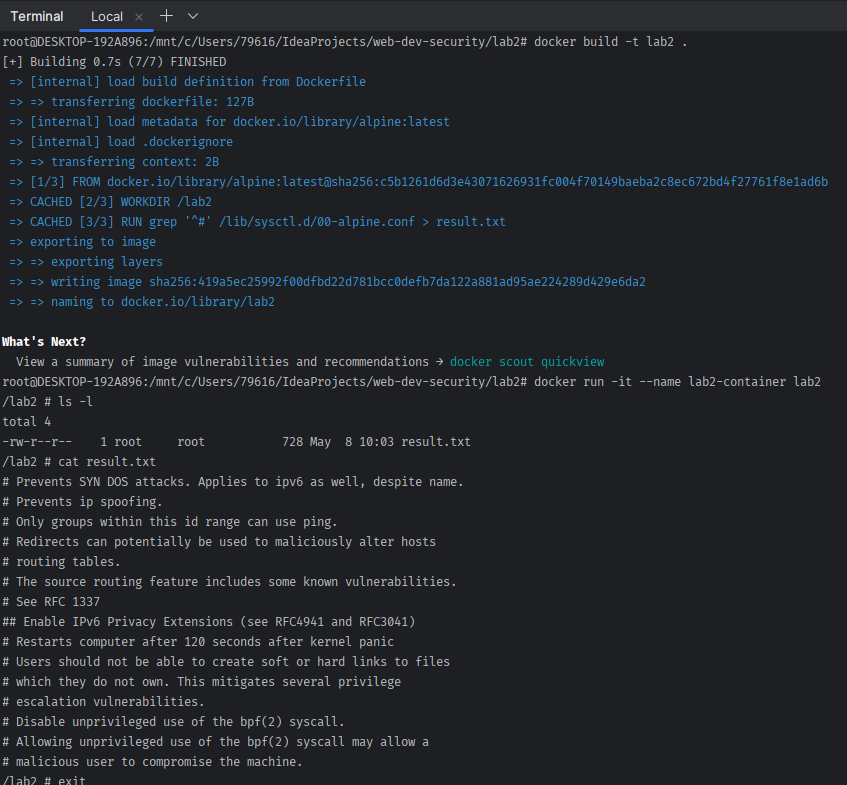 Terminal Local × + ∨
root@DESKTOP-192A896:/mnt/c/Users/79616/IdeaProjects/web-dev-security/lab2# docker build -t lab2 .
[+] Building 0.7s (7/7) FINISHED
=> [internal] load build definition from Dockerfile
=> => transferring dockerfile: 127B
=> [internal] load metadata for docker.io/library/alpine:latest
=> [internal] load .dockerignore
=> => transferring context: 2B
=> [1/3] FROM docker.io/library/alpine:latest@sha256:c5b1261d6d3e43071626931fc004f70149baeba2c8ec672bd4f27761f8e1ad6b
=> CACHED [2/3] WORKDIR /lab2
=> CACHED [3/3] RUN grep '^#' /lib/sysctl.d/00-alpine.conf > result.txt
=> exporting to image
=> => exporting layers
=> => writing image sha256:419a5ec25992f00dfbd22d781bcc0defb7da122a881ad95ae224289d429e6da2
=> => naming to docker.io/library/lab2
What's Next?
View a summary of image vulnerabilities and recommendations → docker scout quickview
root@DESKTOP-192A896:/mnt/c/Users/79616/IdeaProjects/web-dev-security/lab2# docker run -it --name lab2-container lab2
/lab2 # ls -l
total 4
-rw-r--r-- 1 root root 728 May 8 10:03 result.txt
/lab2 # cat result.txt
# Prevents SYN DOS attacks. Applies to ipv6 as well, despite name.
# Prevents ip spoofing.
# Only groups within this id range can use ping.
# Redirects can potentially be used to maliciously alter hosts
# routing tables.
# The source routing feature includes some known vulnerabilities.
# See RFC 1337
## Enable IPv6 Privacy Extensions (see RFC4941 and RFC3041)
# Restarts computer after 120 seconds after kernel panic
# Users should not be able to create soft or hard links to files
# which they do not own. This mitigates several privilege
# escalation vulnerabilities.
# Disable unprivileged use of the bpf(2) syscall.
# Allowing unprivileged use of the bpf(2) syscall may allow a
# malicious user to compromise the machine.
/lab2 # exit